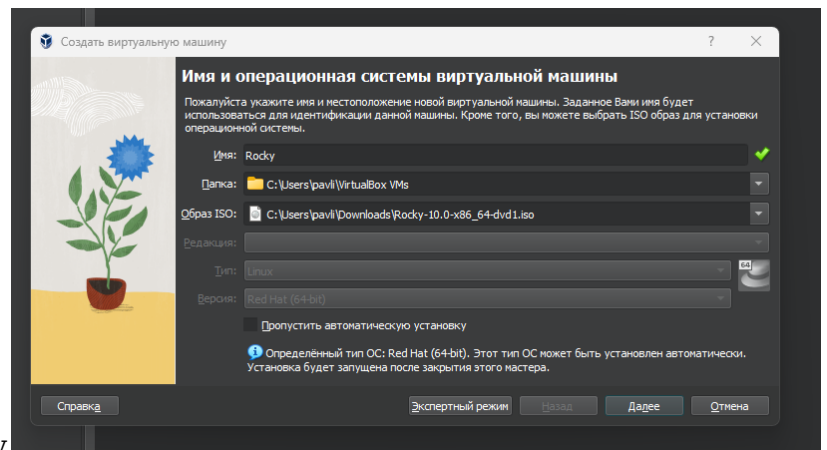 Создать виртуальную машину
Имя и операционная системы виртуальной машины
Пожалуйста укажите имя и местоположение новой виртуальной машины. Заданное Вами имя будет
использоваться для идентификации данной машины. Кроме того, вы можете выбрать ISO образ для установки
операционной системы.
Имя: Rocky
Папка: C:\Users\pavli\VirtualBox VMs
Образ ISO: C:\Users\pavli\Downloads\Rocky-10.0-x86_64-dvd1.iso
Редакция:
Тип: Linux 64
Версия: Red Hat (64-bit)
Пропустить автоматическую установку
Определённый тип ОС: Red Hat (64-bit). Этот тип ОС может быть установлен автоматически.
Установка будет запущена после закрытия этого мастера.
Справка Экспертный режим Назад Далее Отмена